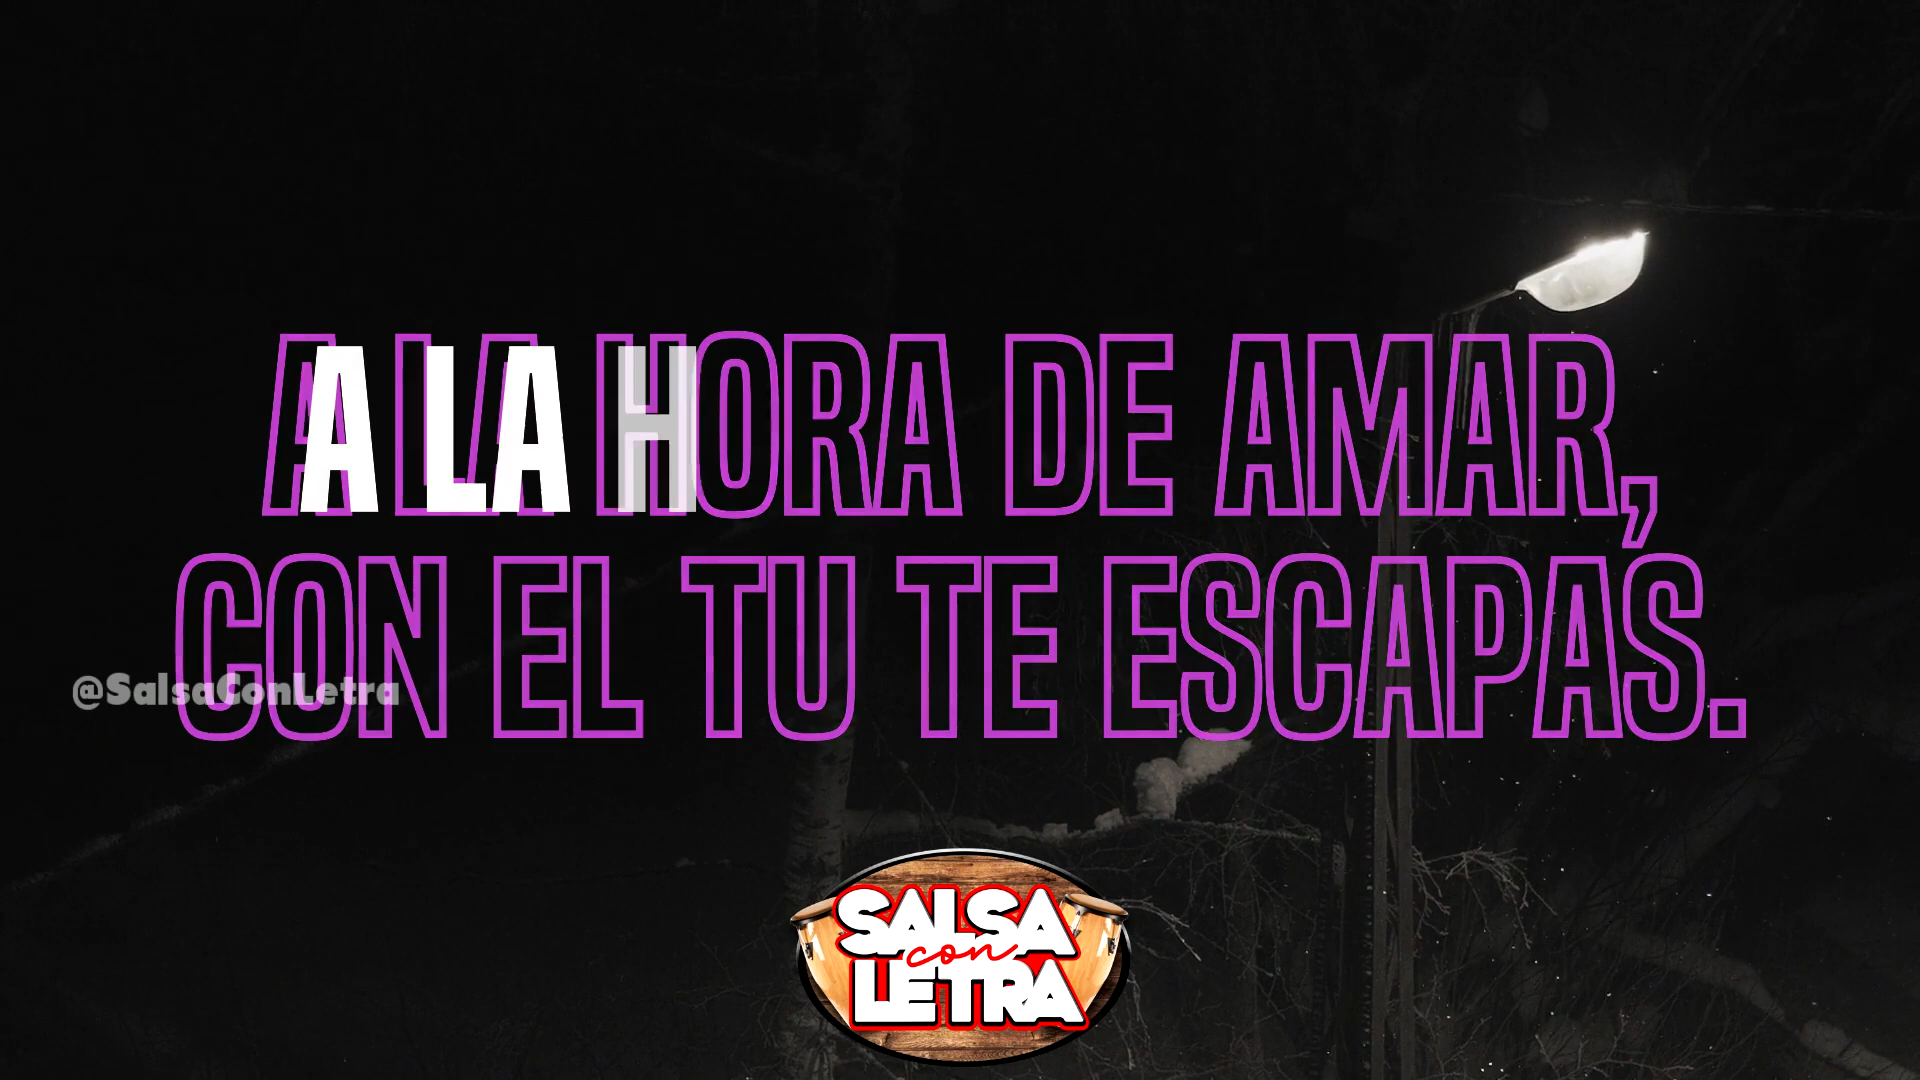 A LA HORA DE AMAR,
CON EL TU TE ESCAPAS.
@SalsaConLetra
SALSA
con
LETRA